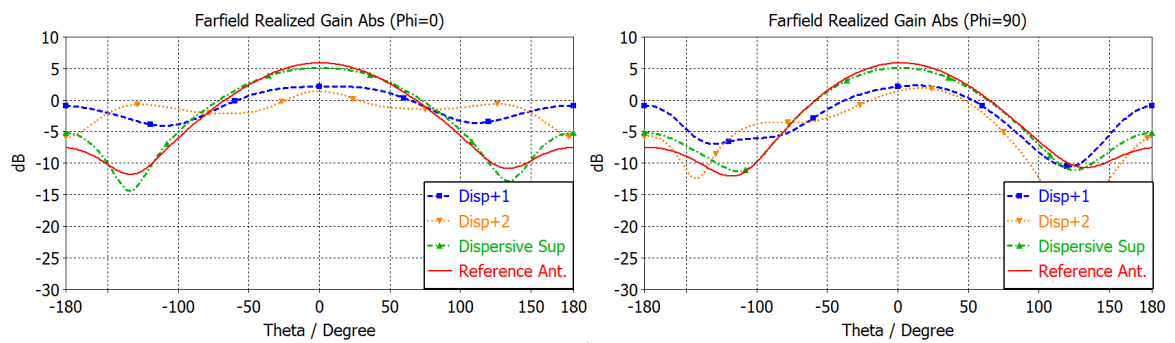 Farfield Realized Gain Abs (Phi=0)
10
5
0
-5
-10
-15
-20
-25
-30
dB
-180 -100 -50 0 50 100 150 180
Theta / Degree
Disp+1
Disp+2
Dispersive Sup
Reference Ant.
Farfield Realized Gain Abs (Phi=90)
10
5
0
-5
-10
-15
-20
-25
-30
dB
-180 -100 -50 0 50 100 150 180
Theta / Degree
Disp+1
Disp+2
Dispersive Sup
Reference Ant.